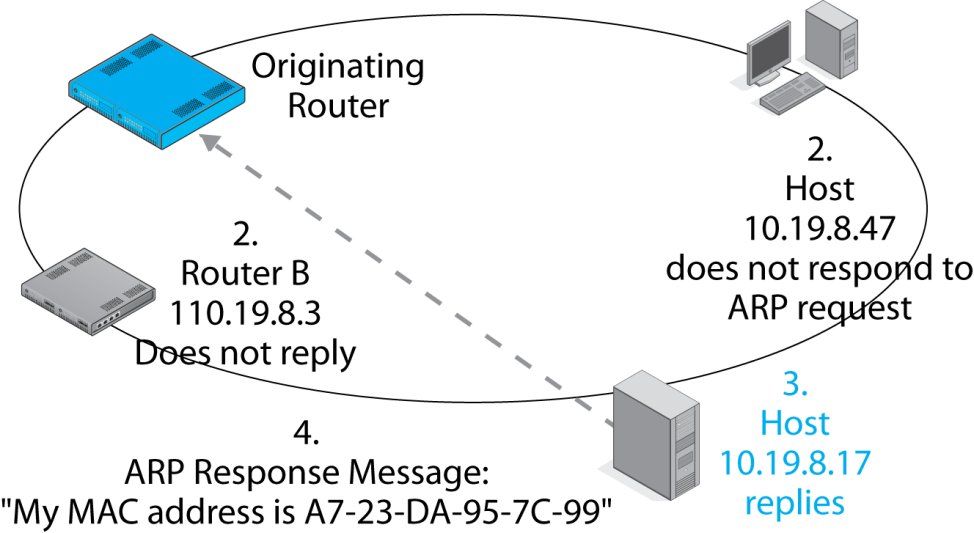 Originating
Router
2.
Host
10.19.8.47
does not respond to
ARP request
2.
Router B
110.19.8.3
Does not reply
3.
Host
10.19.8.17
replies
4.
ARP Response Message:
"My MAC address is A7-23-DA-95-7C-99"